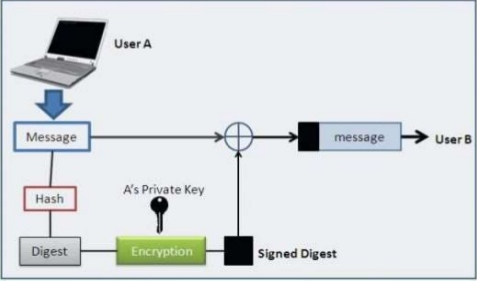 User A
Message
message
User B
Hash
A's Private Key
Digest
Encryption
Signed Digest